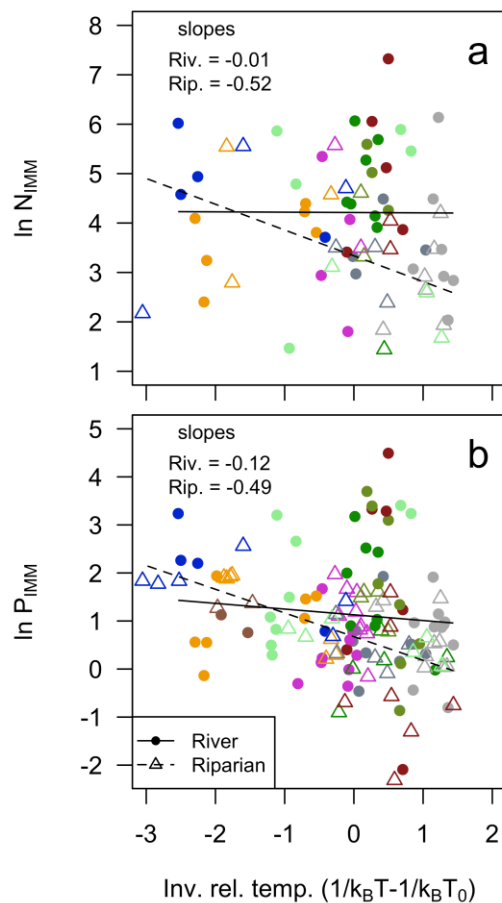 a
slopes
Riv. = -0.01
Rip. = -0.52
ln N_IMM
8
7
6
5
4
3
2
1
b
slopes
Riv. = -0.12
Rip. = -0.49
ln P_IMM
5
4
3
2
1
0
-1
-2
River
Riparian
-3 -2 -1 0 1 2
Inv. rel. temp. (1/k_BT-1/k_BT_0)